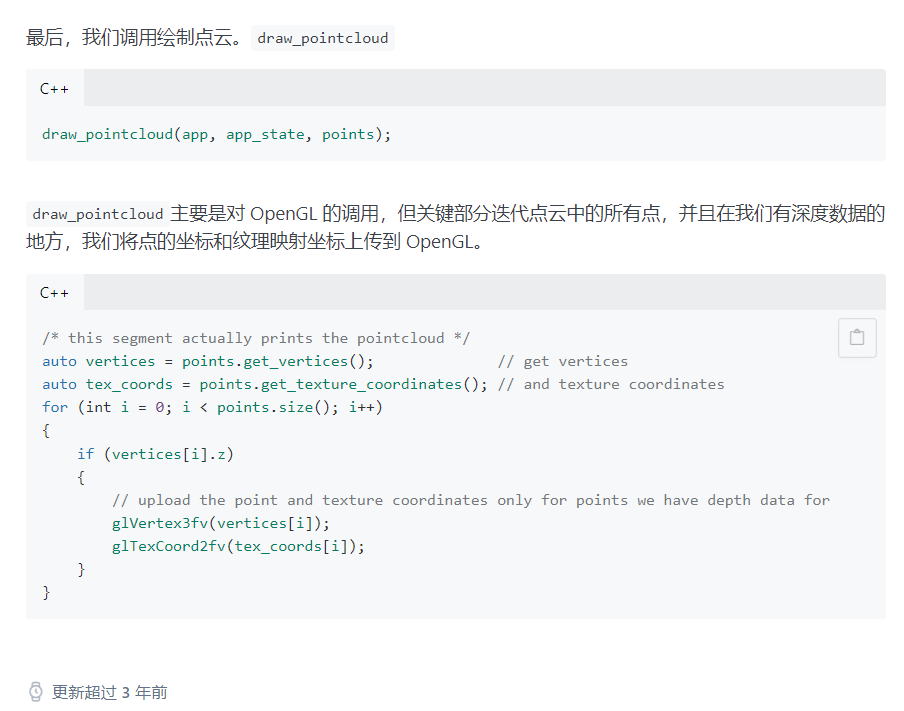 最后，我们调用绘制点云。 draw_pointcloud
C++
draw_pointcloud(app, app_state, points);
draw_pointcloud 主要是对 OpenGL 的调用，但关键部分迭代点云中的所有点，并且在我们有深度数据的
地方，我们将点的坐标和纹理映射坐标上传到 OpenGL。
C++
/* this segment actually prints the pointcloud */
auto vertices = points.get_vertices();              // get vertices
auto tex_coords = points.get_texture_coordinates(); // and texture coordinates
for (int i = 0; i < points.size(); i++)
{
    if (vertices[i].z)
    {
        // upload the point and texture coordinates only for points we have depth data for
        glVertex3fv(vertices[i]);
        glTexCoord2fv(tex_coords[i]);
    }
}
更新超过 3 年前